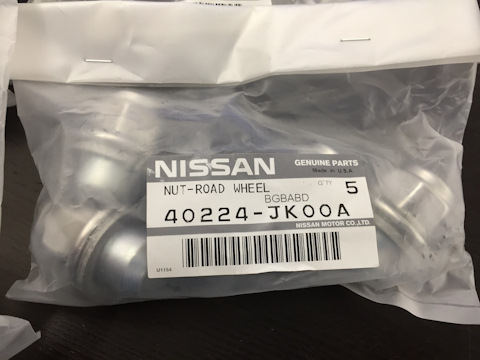 NISSAN GENUINE PARTS
Made in U.S.A.
NUT-ROAD WHEEL Q'TY 5
BGBABD
40224-JK00A
NISSAN MOTOR CO.,LTD.
U1154